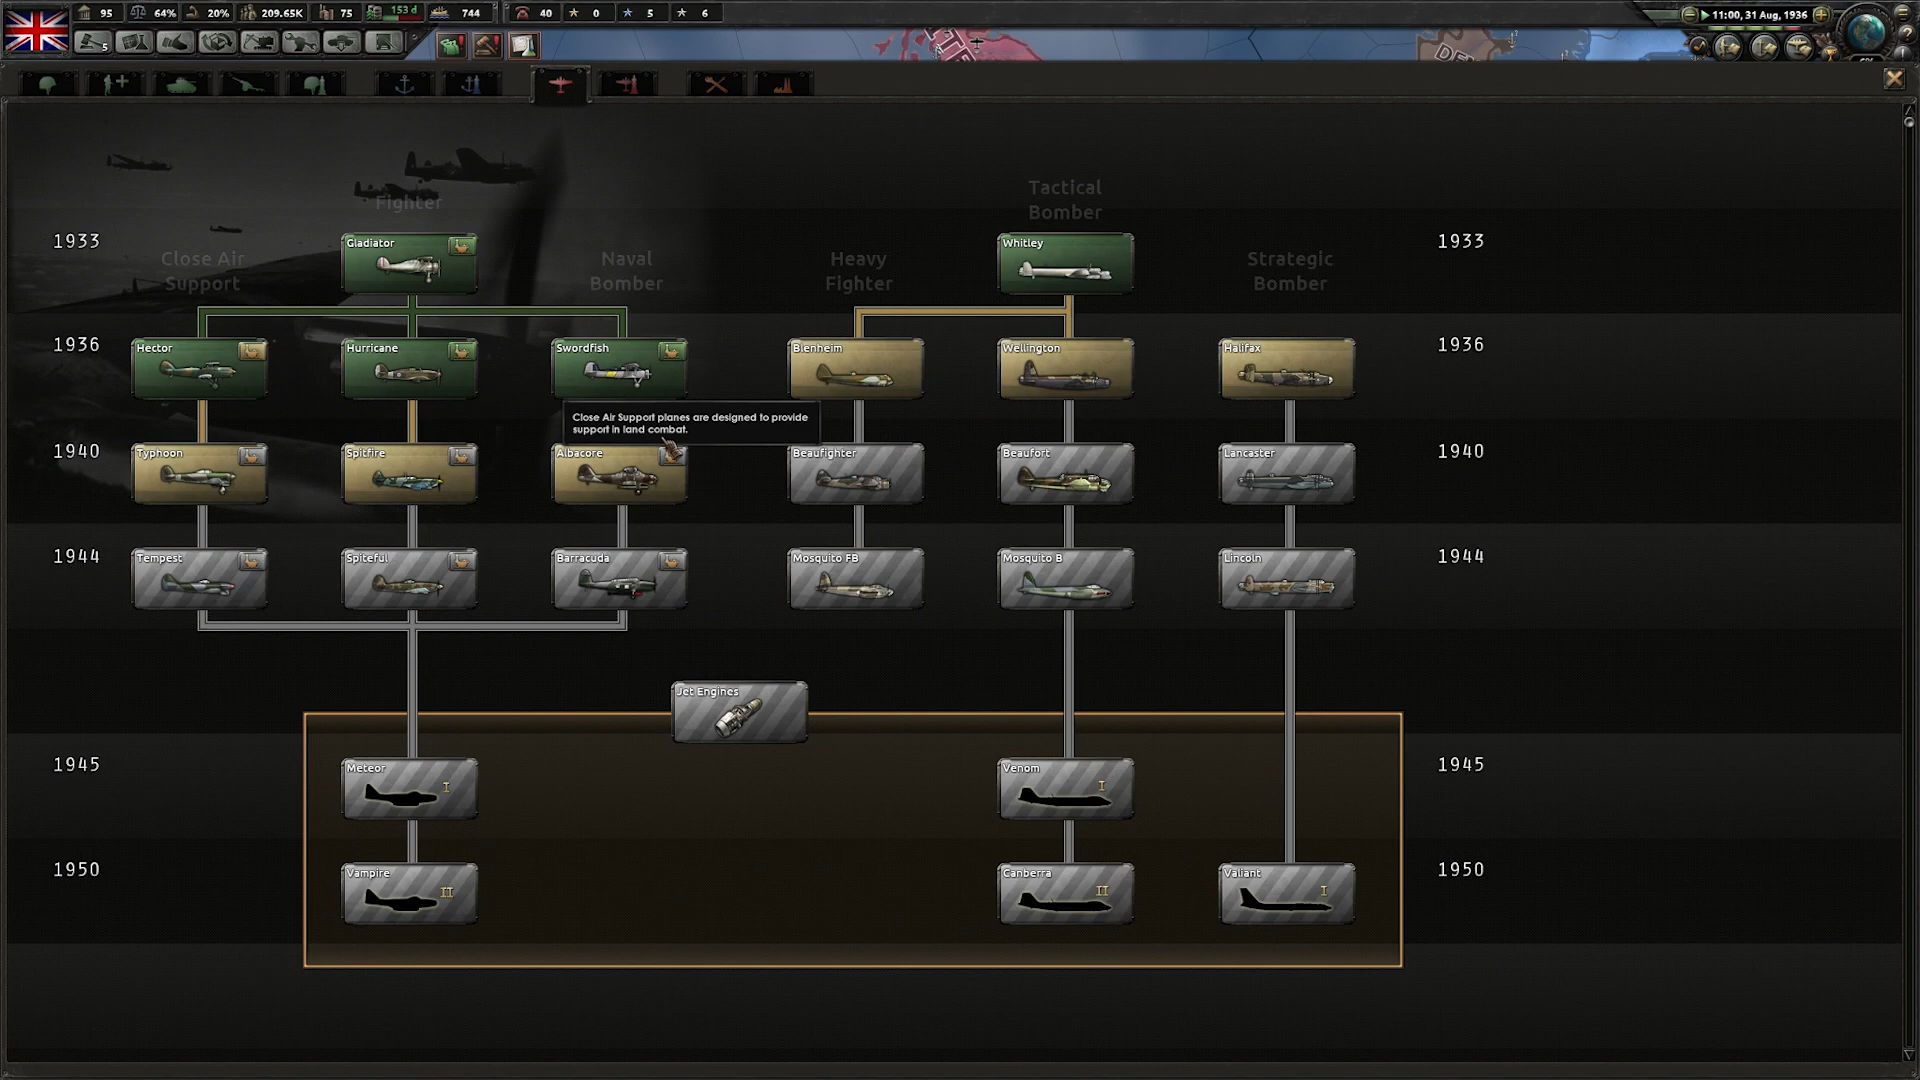 95 64% 20% 209.65K 75 153 d 744 40 0 5 6 11:00, 31 Aug, 1936
5
Fighter
Tactical
Bomber
1933 Gladiator Whitley 1933
Close Air
Support
Naval
Bomber
Heavy
Fighter
Strategic
Bomber
1936 Hector Hurricane Swordfish Blenheim Wellington Halifax 1936
Close Air Support planes are designed to provide
support in land combat.
1940 Typhoon Spitfire Albacore Beaufighter Beaufort Lancaster 1940
1944 Tempest Spiteful Barracuda Mosquito FB Mosquito B Lincoln 1944
Jet Engines
1945 Meteor I Venom I 1945
1950 Vampire II Canberra II Valiant I 1950